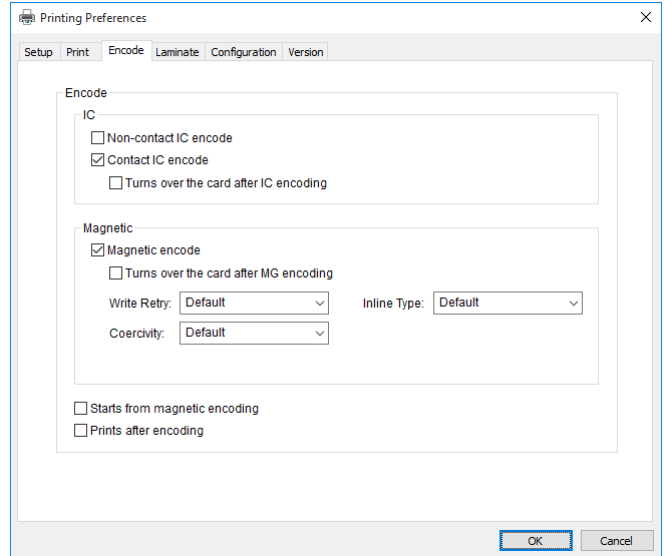 Printing Preferences
Setup Print Encode Laminate Configuration Version
Encode
IC
Non-contact IC encode
Contact IC encode
Turns over the card after IC encoding
Magnetic
Magnetic encode
Turns over the card after MG encoding
Write Retry: Default Inline Type: Default
Coercivity: Default
Starts from magnetic encoding
Prints after encoding
OK Cancel